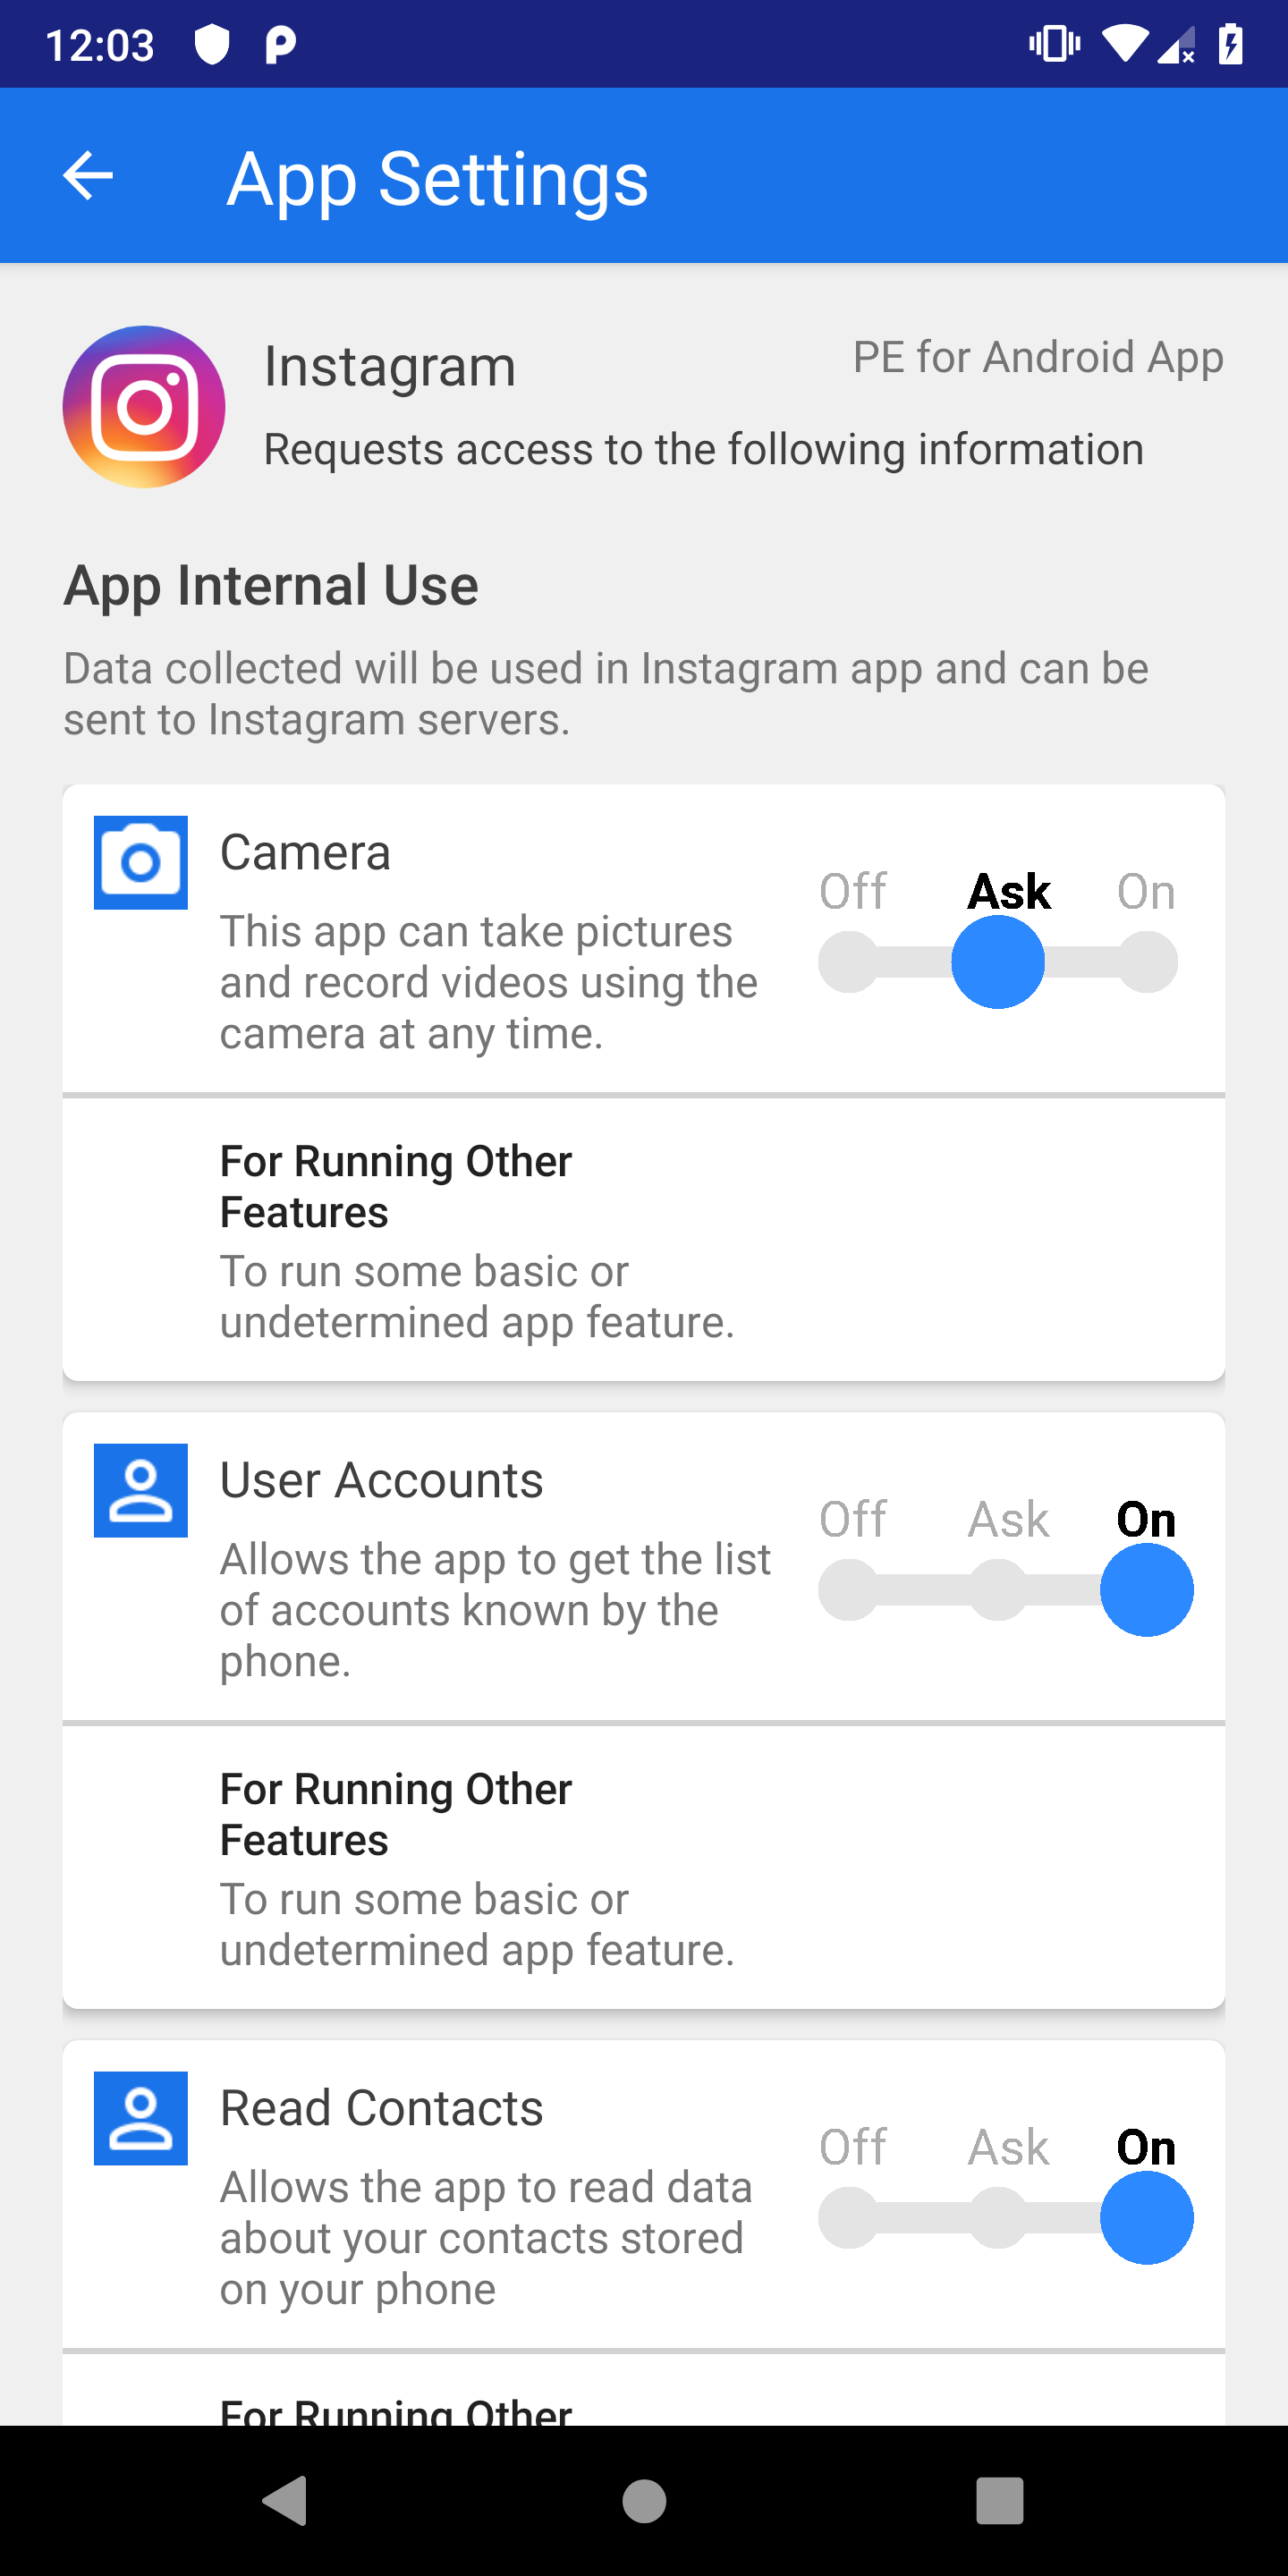 12:03
App Settings
Instagram
PE for Android App
Requests access to the following information
App Internal Use
Data collected will be used in Instagram app and can be
sent to Instagram servers.
Camera
This app can take pictures
and record videos using the
camera at any time.
Off Ask On
For Running Other
Features
To run some basic or
undetermined app feature.
User Accounts
Allows the app to get the list
of accounts known by the
phone.
Off Ask On
For Running Other
Features
To run some basic or
undetermined app feature.
Read Contacts
Allows the app to read data
about your contacts stored
on your phone
Off Ask On
For Running Other